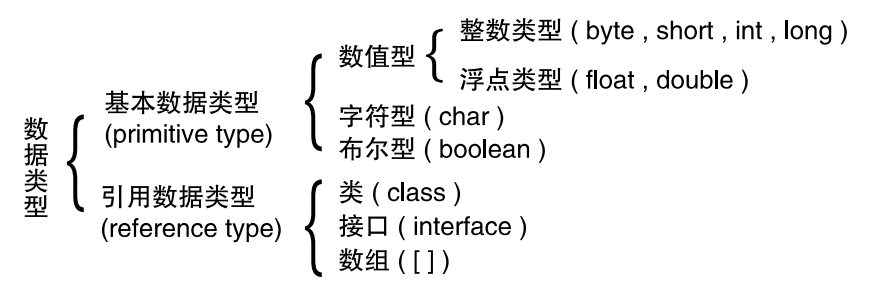 数据类型
基本数据类型
(primitive type)
数值型
整数类型 ( byte , short , int , long )
浮点类型 ( float , double )
字符型 ( char )
布尔型 ( boolean )
引用数据类型
(reference type)
类 ( class )
接口 ( interface )
数组 ( [ ] )